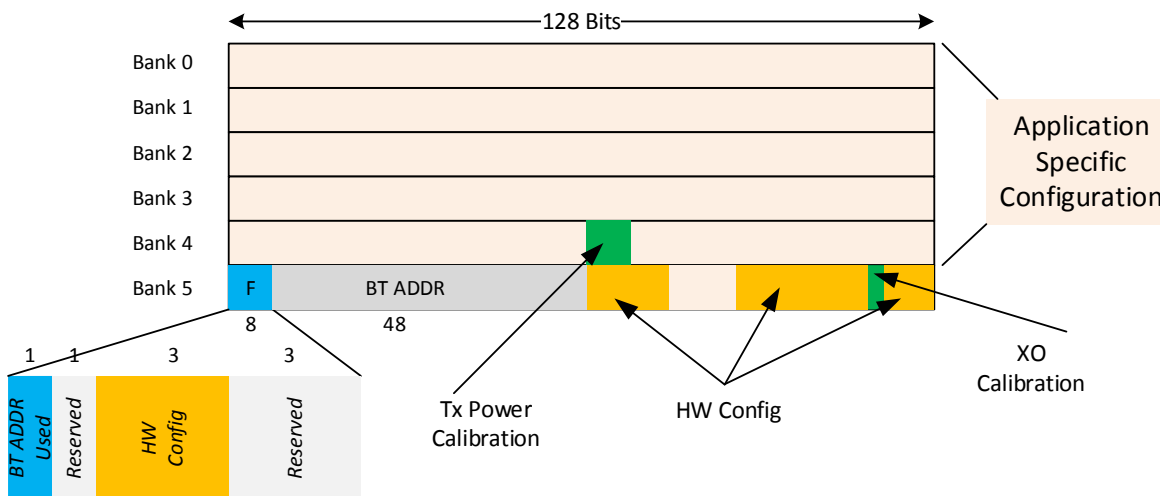 128 Bits
Bank 0
Bank 1
Bank 2
Bank 3
Bank 4
Bank 5
Application
Specific
Configuration
F
BT ADDR
8
48
1
1
3
3
BT ADDR
Used
Reserved
HW
Config
Reserved
Tx Power
Calibration
HW Config
XO
Calibration